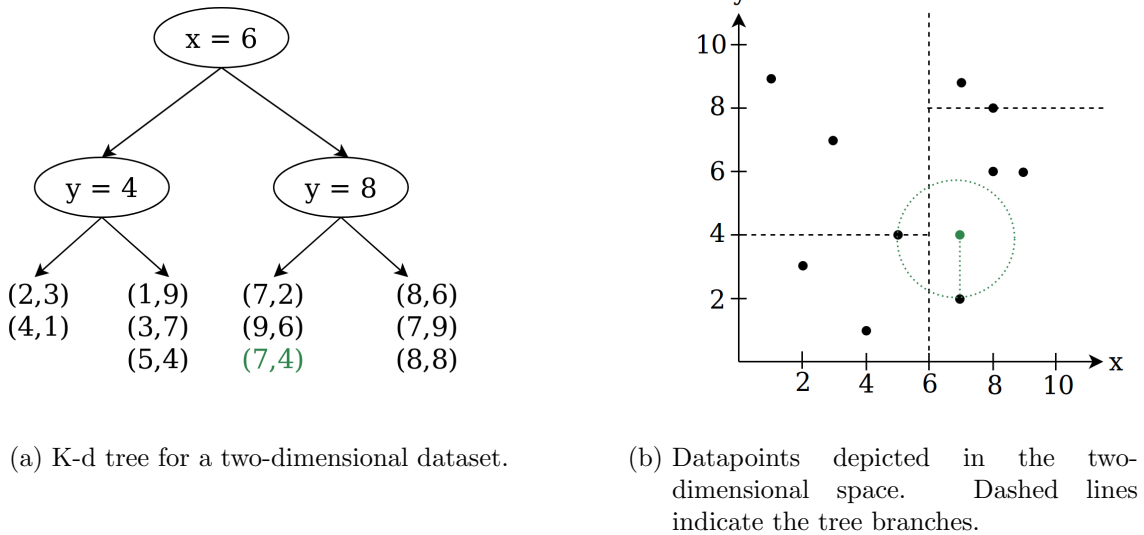 x = 6
y = 4
y = 8
(2,3) (1,9) (7,2) (8,6)
(4,1) (3,7) (9,6) (7,9)
(5,4) (7,4) (8,8)
(a) K-d tree for a two-dimensional dataset.
10
8
6
4
2
2 4 6 8 10
x
(b) Datapoints depicted in the two-
dimensional space. Dashed lines
indicate the tree branches.